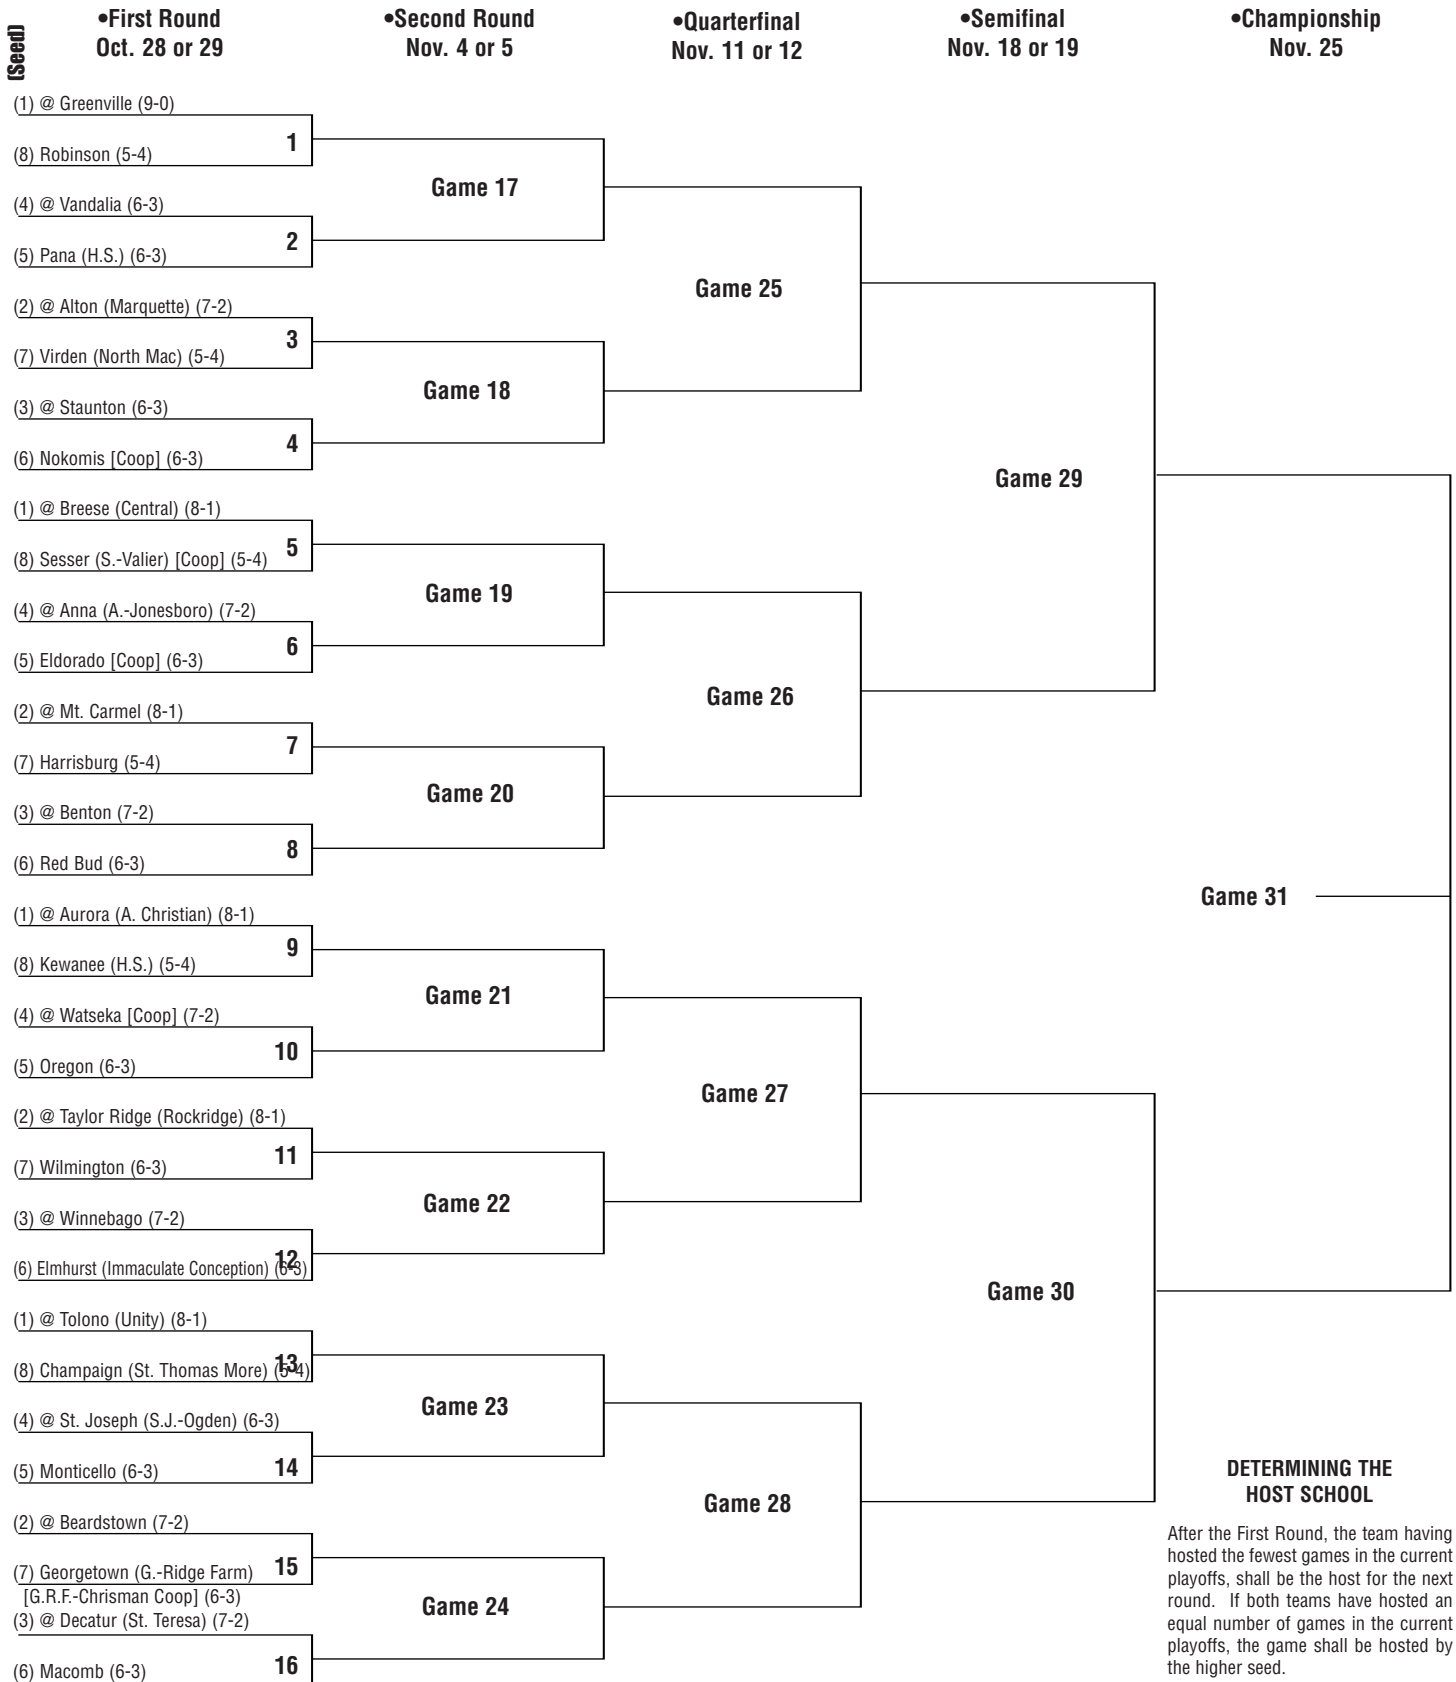 (Seed)
•First Round
Oct. 28 or 29
•Second Round
Nov. 4 or 5
•Quarterfinal
Nov. 11 or 12
•Semifinal
Nov. 18 or 19
•Championship
Nov. 25
(1) @ Greenville (9-0)
1
(8) Robinson (5-4)
Game 17
(4) @ Vandalia (6-3)
2
(5) Pana (H.S.) (6-3)
Game 25
(2) @ Alton (Marquette) (7-2)
3
(7) Virden (North Mac) (5-4)
Game 18
(3) @ Staunton (6-3)
4
(6) Nokomis [Coop] (6-3)
Game 29
(1) @ Breese (Central) (8-1)
5
(8) Sesser (S.-Valier) [Coop] (5-4)
Game 19
(4) @ Anna (A.-Jonesboro) (7-2)
6
(5) Eldorado [Coop] (6-3)
Game 26
(2) @ Mt. Carmel (8-1)
7
(7) Harrisburg (5-4)
Game 20
(3) @ Benton (7-2)
8
(6) Red Bud (6-3)
Game 31
(1) @ Aurora (A. Christian) (8-1)
9
(8) Kewanee (H.S.) (5-4)
Game 21
(4) @ Watseka [Coop] (7-2)
10
(5) Oregon (6-3)
Game 27
(2) @ Taylor Ridge (Rockridge) (8-1)
11
(7) Wilmington (6-3)
Game 22
(3) @ Winnebago (7-2)
12
(6) Elmhurst (Immaculate Conception) (6-3)
Game 30
(1) @ Tolono (Unity) (8-1)
13
(8) Champaign (St. Thomas More) (5-4)
Game 23
(4) @ St. Joseph (S.J.-Ogden) (6-3)
14
(5) Monticello (6-3)
Game 28
(2) @ Beardstown (7-2)
15
(7) Georgetown (G.-Ridge Farm)
[G.R.F.-Chrisman Coop] (6-3)
Game 24
(3) @ Decatur (St. Teresa) (7-2)
16
(6) Macomb (6-3)
DETERMINING THE
HOST SCHOOL
After the First Round, the team having
hosted the fewest games in the current
playoffs, shall be the host for the next
round. If both teams have hosted an
equal number of games in the current
playoffs, the game shall be hosted by
the higher seed.